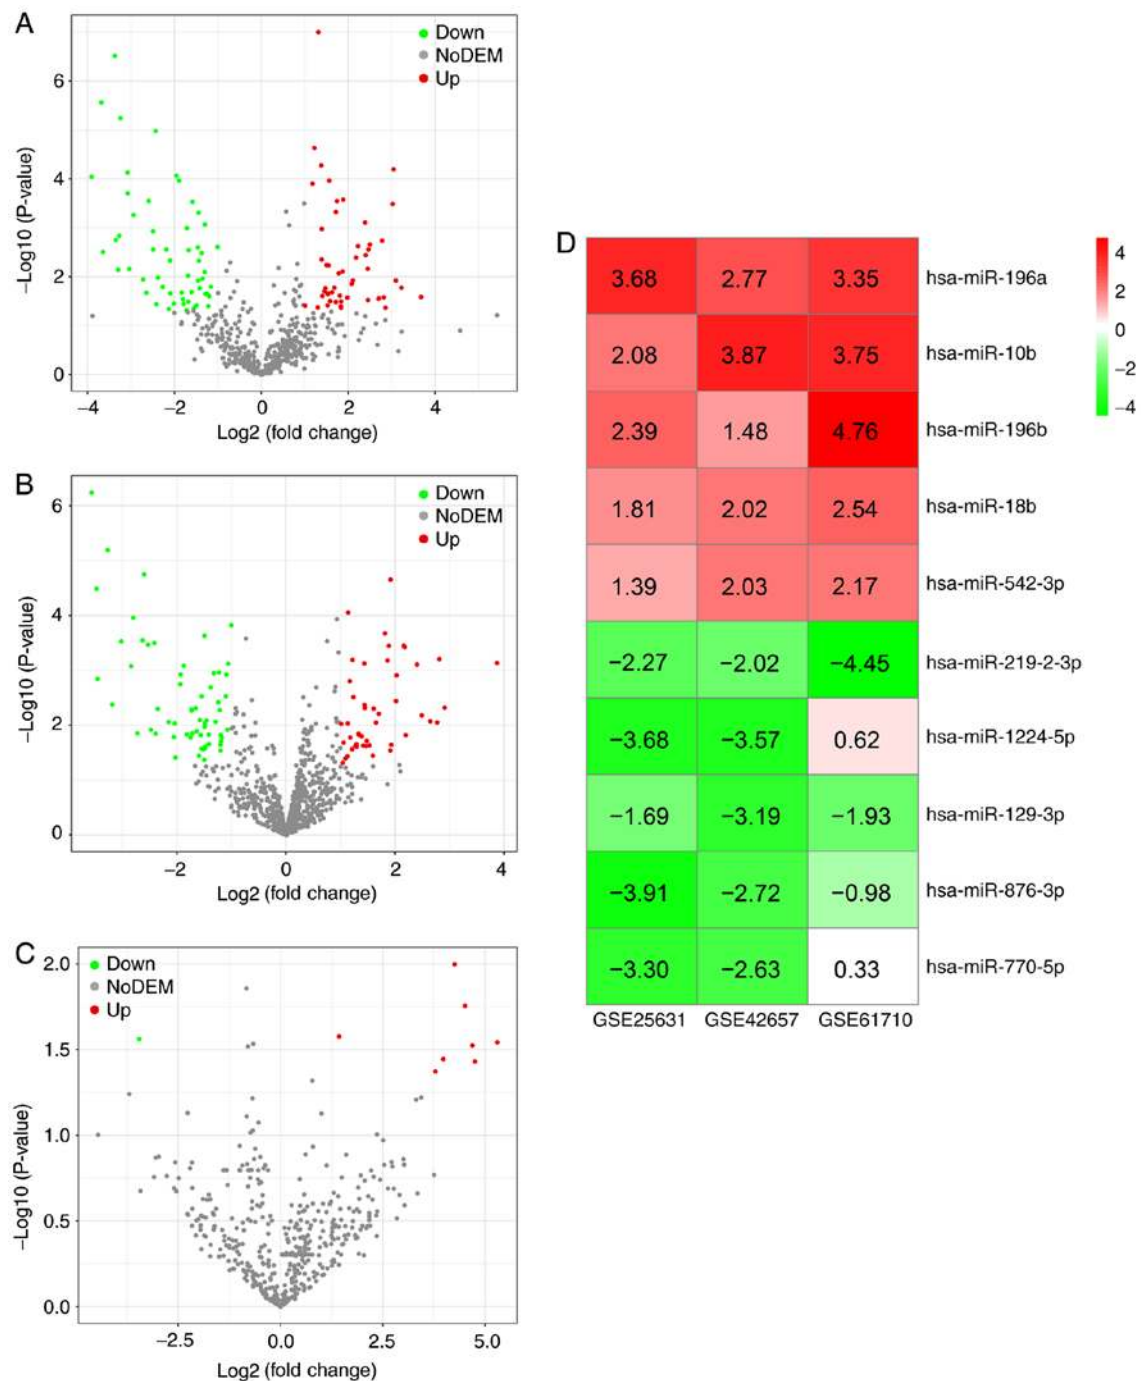 A
Down
NoDEM
Up
6
4
2
0
−Log10 (P-value)
−4
−2
0
2
4
Log2 (fold change)
B
Down
NoDEM
Up
6
4
2
0
−Log10 (P-value)
−2
0
2
4
Log2 (fold change)
C
Down
NoDEM
Up
2.0
1.5
1.0
0.5
0.0
−Log10 (P-value)
−2.5
0.0
2.5
5.0
Log2 (fold change)
D
3.68 2.77 3.35 hsa-miR-196a
2.08 3.87 3.75 hsa-miR-10b
2.39 1.48 4.76 hsa-miR-196b
1.81 2.02 2.54 hsa-miR-18b
1.39 2.03 2.17 hsa-miR-542-3p
−2.27 −2.02 −4.45 hsa-miR-219-2-3p
−3.68 −3.57 0.62 hsa-miR-1224-5p
−1.69 −3.19 −1.93 hsa-miR-129-3p
−3.91 −2.72 −0.98 hsa-miR-876-3p
−3.30 −2.63 0.33 hsa-miR-770-5p
GSE25631 GSE42657 GSE61710
4
2
0
−2
−4